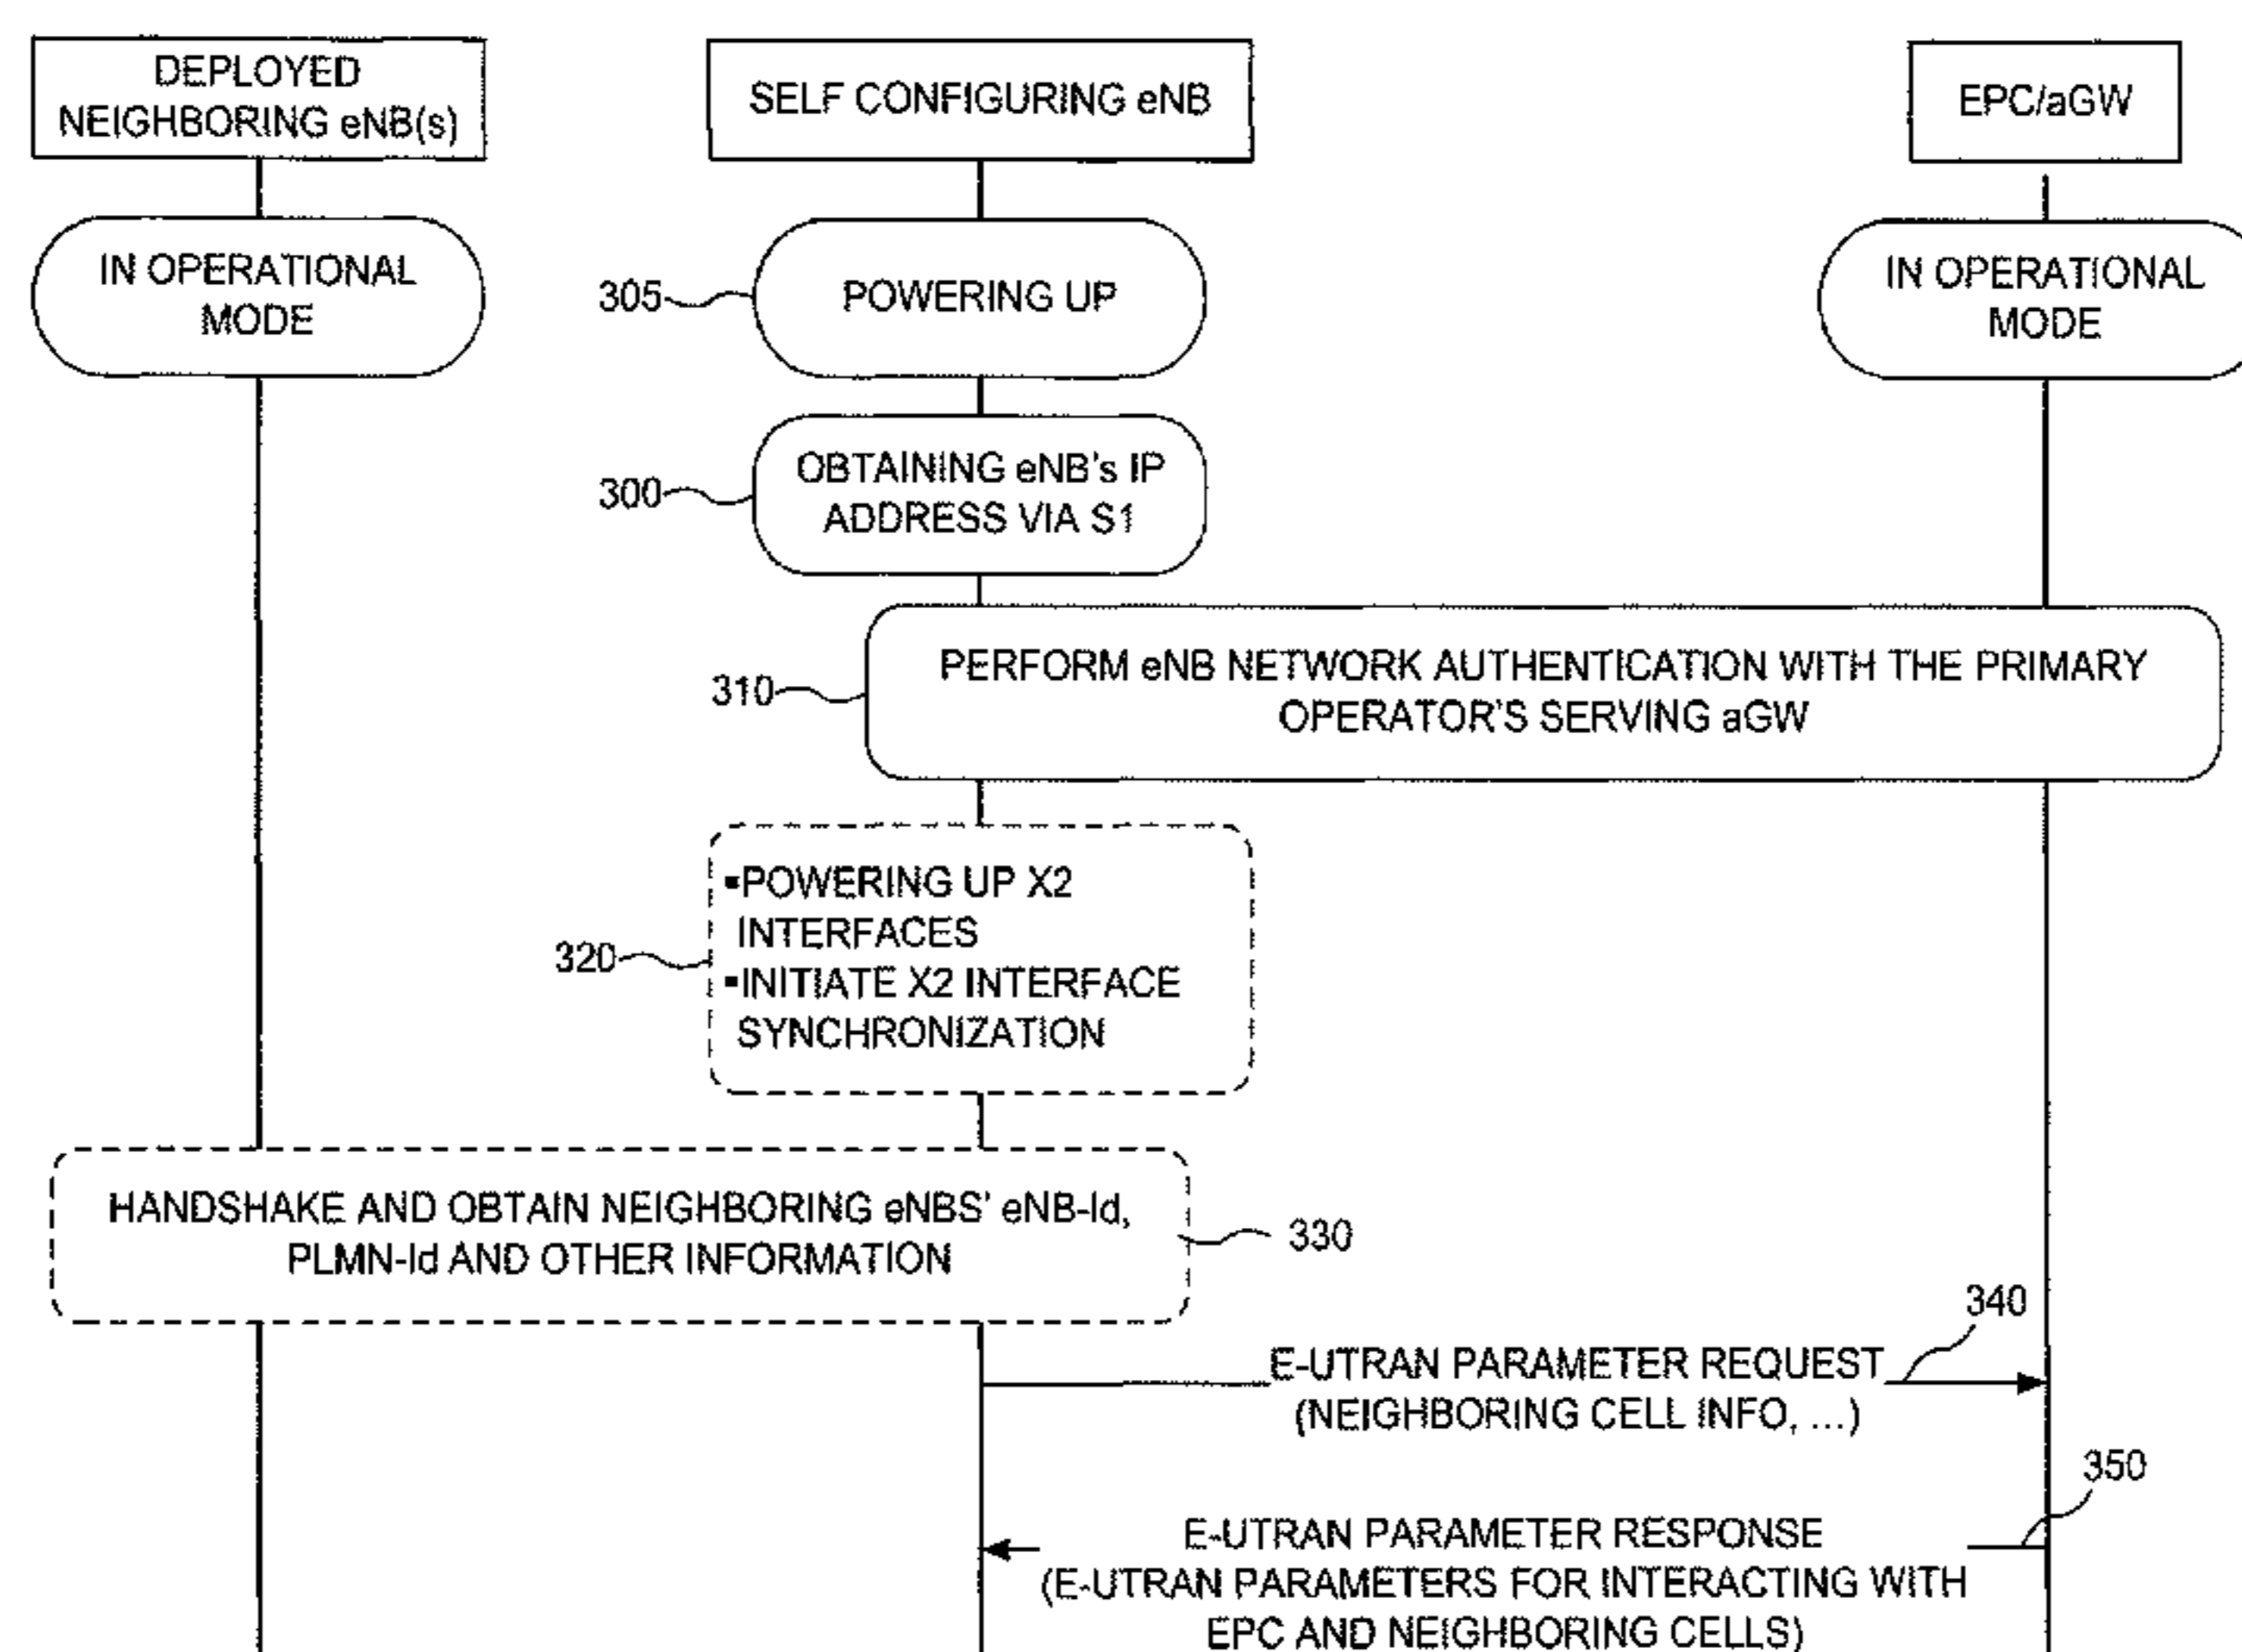 DEPLOYED
NEIGHBORING eNB(s)
SELF CONFIGURING eNB
EPC/aGW
IN OPERATIONAL
MODE
305
POWERING UP
IN OPERATIONAL
MODE
300
OBTAINING eNB's IP
ADDRESS VIA S1
310
PERFORM eNB NETWORK AUTHENTICATION WITH THE PRIMARY
OPERATOR'S SERVING aGW
320
▪POWERING UP X2
INTERFACES
▪INITIATE X2 INTERFACE
SYNCHRONIZATION
HANDSHAKE AND OBTAIN NEIGHBORING eNBS' eNB-Id,
PLMN-Id AND OTHER INFORMATION
330
340
E-UTRAN PARAMETER REQUEST
(NEIGHBORING CELL INFO, ...)
350
E-UTRAN PARAMETER RESPONSE
(E-UTRAN PARAMETERS FOR INTERACTING WITH
EPC AND NEIGHBORING CELLS)